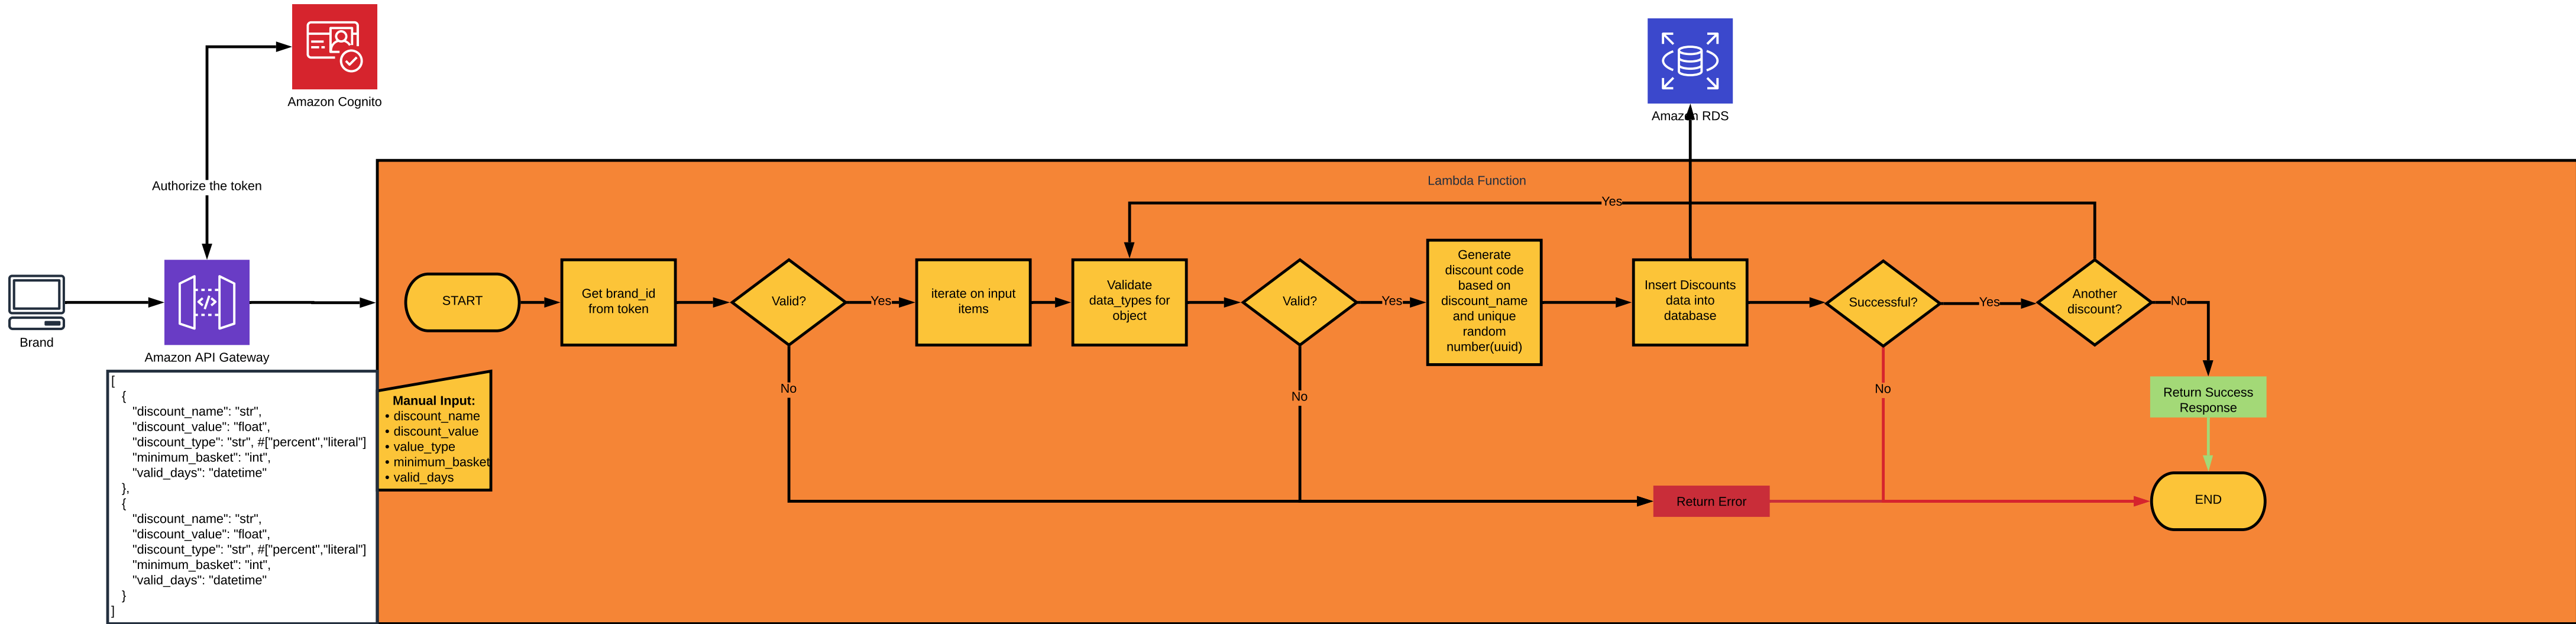 Amazon Cognito
Amazon RDS
Authorize the token
Lambda Function
Yes
Brand
Amazon API Gateway
START
Get brand_id
from token
Valid?
Yes
No
iterate on input
items
Validate
data_types for
object
Valid?
Yes
No
Generate
discount code
based on
discount_name
and unique
random
number(uuid)
Insert Discounts
data into
database
Successful?
Yes
No
Another
discount?
No
Return Success
Response
END
Return Error
[
{
"discount_name": "str",
"discount_value": "float",
"discount_type": "str", #["percent","literal"]
"minimum_basket": "int",
"valid_days": "datetime"
},
{
"discount_name": "str",
"discount_value": "float",
"discount_type": "str", #["percent","literal"]
"minimum_basket": "int",
"valid_days": "datetime"
}
]
Manual Input:
• discount_name
• discount_value
• value_type
• minimum_basket
• valid_days